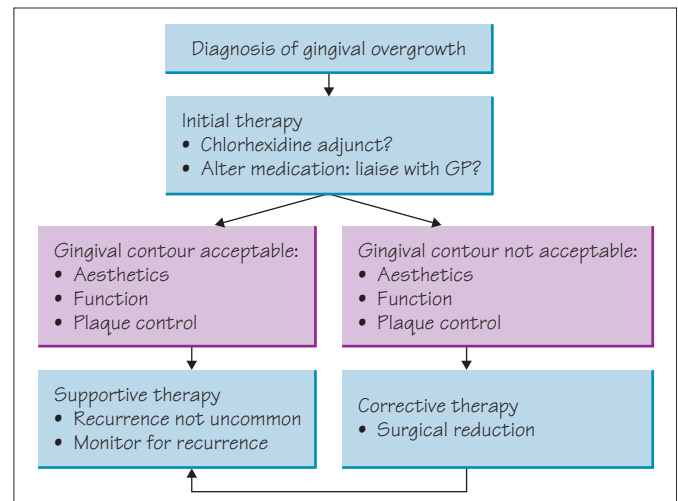 Diagnosis of gingival overgrowth
Initial therapy
• Chlorhexidine adjunct?
• Alter medication: liaise with GP?
Gingival contour acceptable:
• Aesthetics
• Function
• Plaque control
Gingival contour not acceptable:
• Aesthetics
• Function
• Plaque control
Supportive therapy
• Recurrence not uncommon
• Monitor for recurrence
Corrective therapy
• Surgical reduction